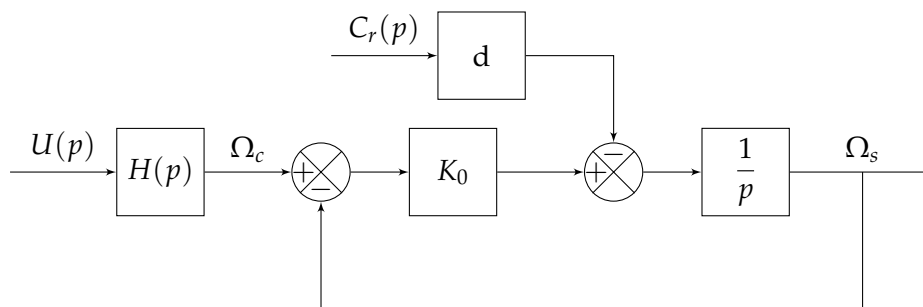 C_r(p)
d
U(p)
H(p)
Ω_c
+
−
K_0
+
−
1/p
Ω_s